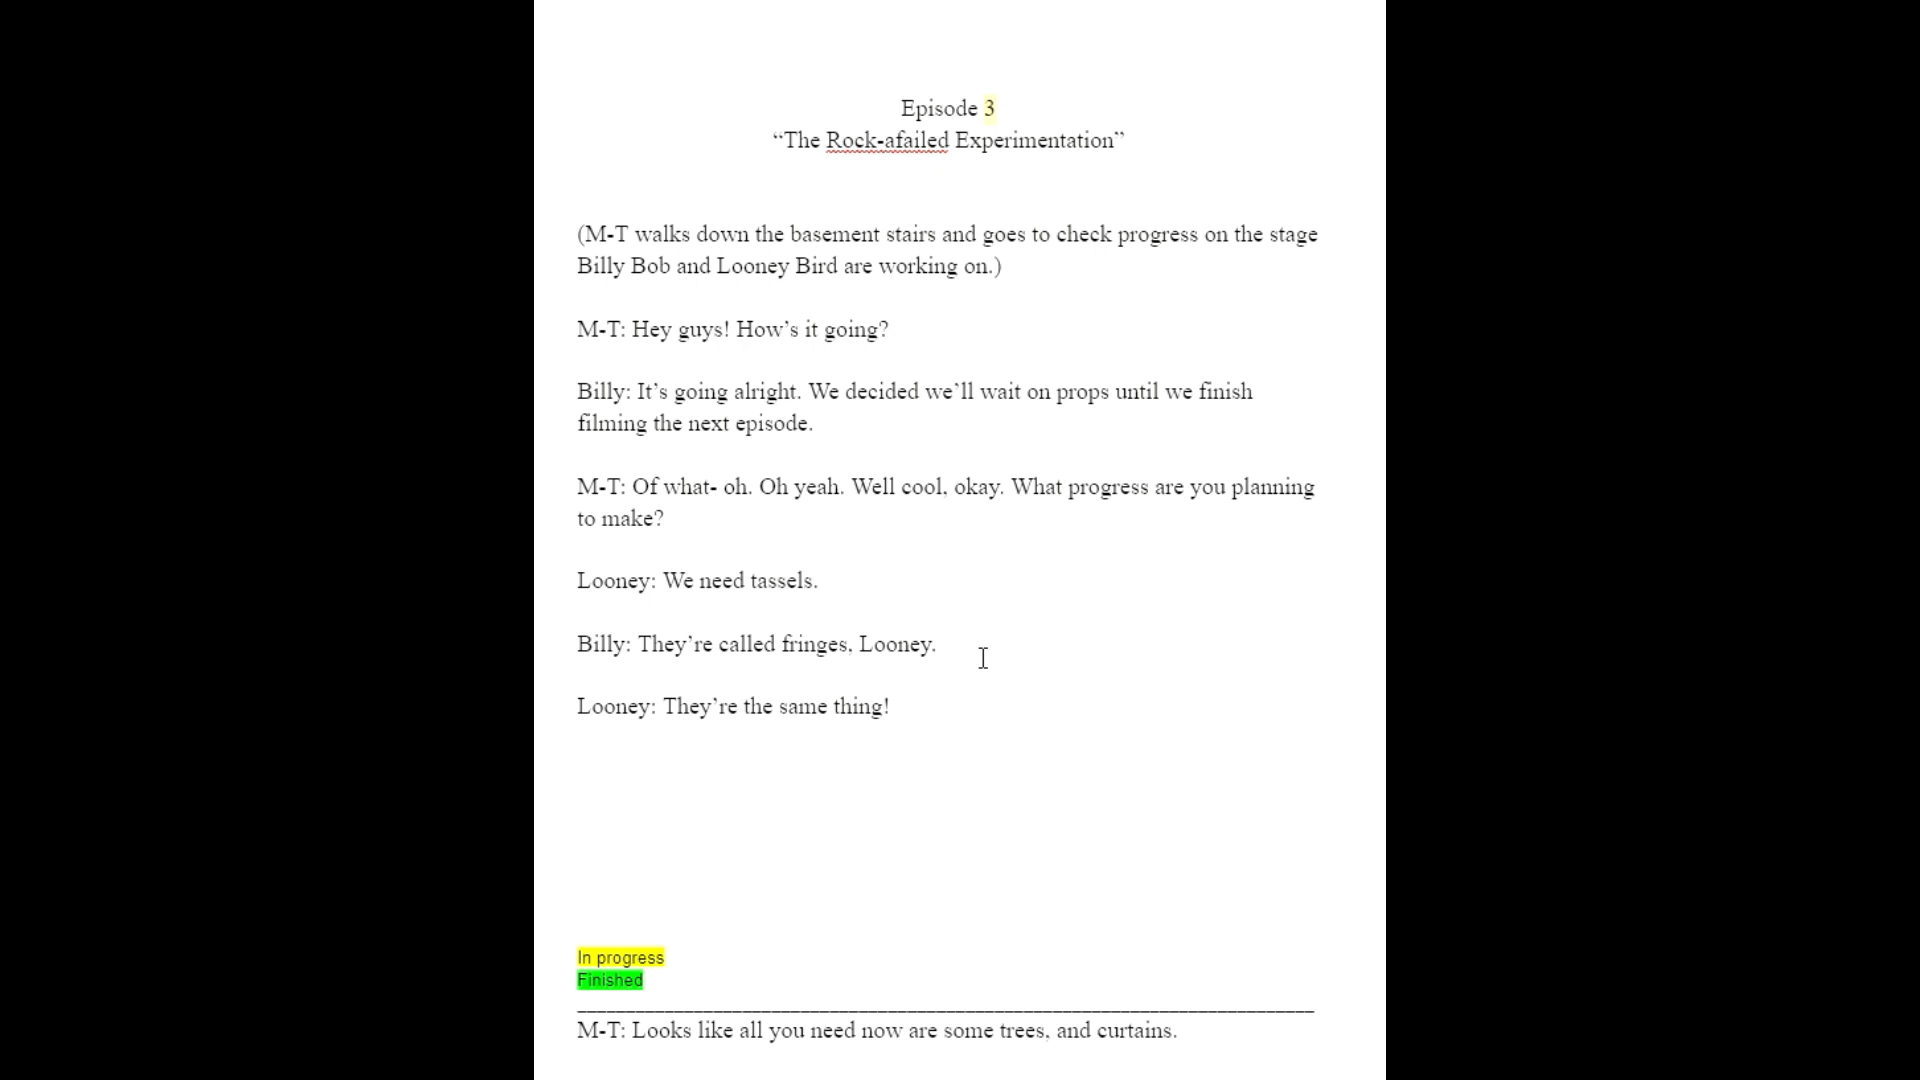 Episode 3
“The Rock-afailed Experimentation”
(M-T walks down the basement stairs and goes to check progress on the stage
Billy Bob and Looney Bird are working on.)
M-T: Hey guys! How’s it going?
Billy: It’s going alright. We decided we’ll wait on props until we finish
filming the next episode.
M-T: Of what- oh. Oh yeah. Well cool, okay. What progress are you planning
to make?
Looney: We need tassels.
Billy: They’re called fringes, Looney.
Looney: They’re the same thing!
In progress
Finished
M-T: Looks like all you need now are some trees, and curtains.